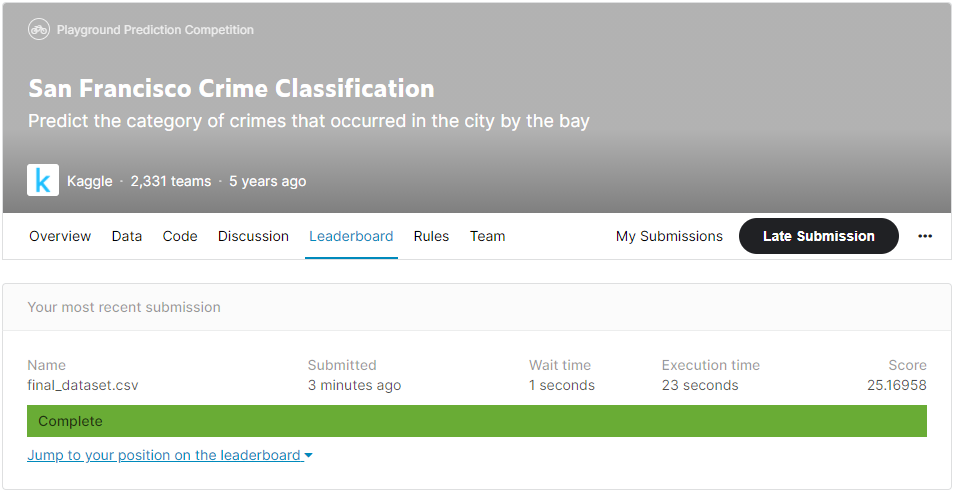 Playground Prediction Competition
San Francisco Crime Classification
Predict the category of crimes that occurred in the city by the bay
k Kaggle · 2,331 teams · 5 years ago
Overview Data Code Discussion Leaderboard Rules Team My Submissions Late Submission ...
Your most recent submission
Name Submitted Wait time Execution time Score
final_dataset.csv 3 minutes ago 1 seconds 23 seconds 25.16958
Complete
Jump to your position on the leaderboard